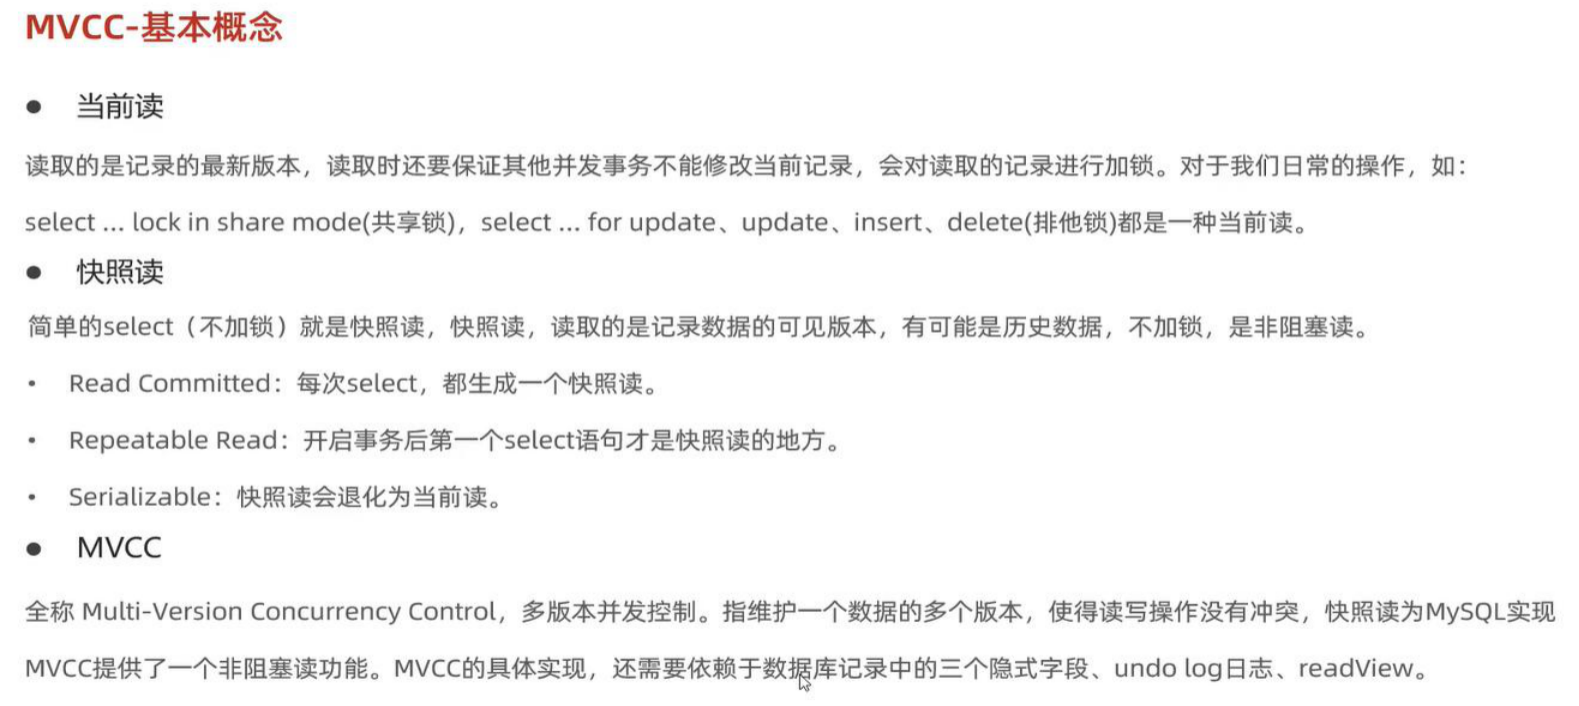 MVCC-基本概念
● 当前读
读取的是记录的最新版本，读取时还要保证其他并发事务不能修改当前记录，会对读取的记录进行加锁。对于我们日常的操作，如：
select ... lock in share mode(共享锁)，select ... for update、update、insert、delete(排他锁)都是一种当前读。
● 快照读
简单的select（不加锁）就是快照读，快照读，读取的是记录数据的可见版本，有可能是历史数据，不加锁，是非阻塞读。
• Read Committed：每次select，都生成一个快照读。
• Repeatable Read：开启事务后第一个select语句才是快照读的地方。
• Serializable：快照读会退化为当前读。
● MVCC
全称 Multi-Version Concurrency Control，多版本并发控制。指维护一个数据的多个版本，使得读写操作没有冲突，快照读为MySQL实现
MVCC提供了一个非阻塞读功能。MVCC的具体实现，还需要依赖于数据库记录中的三个隐式字段、undo log日志、readView。